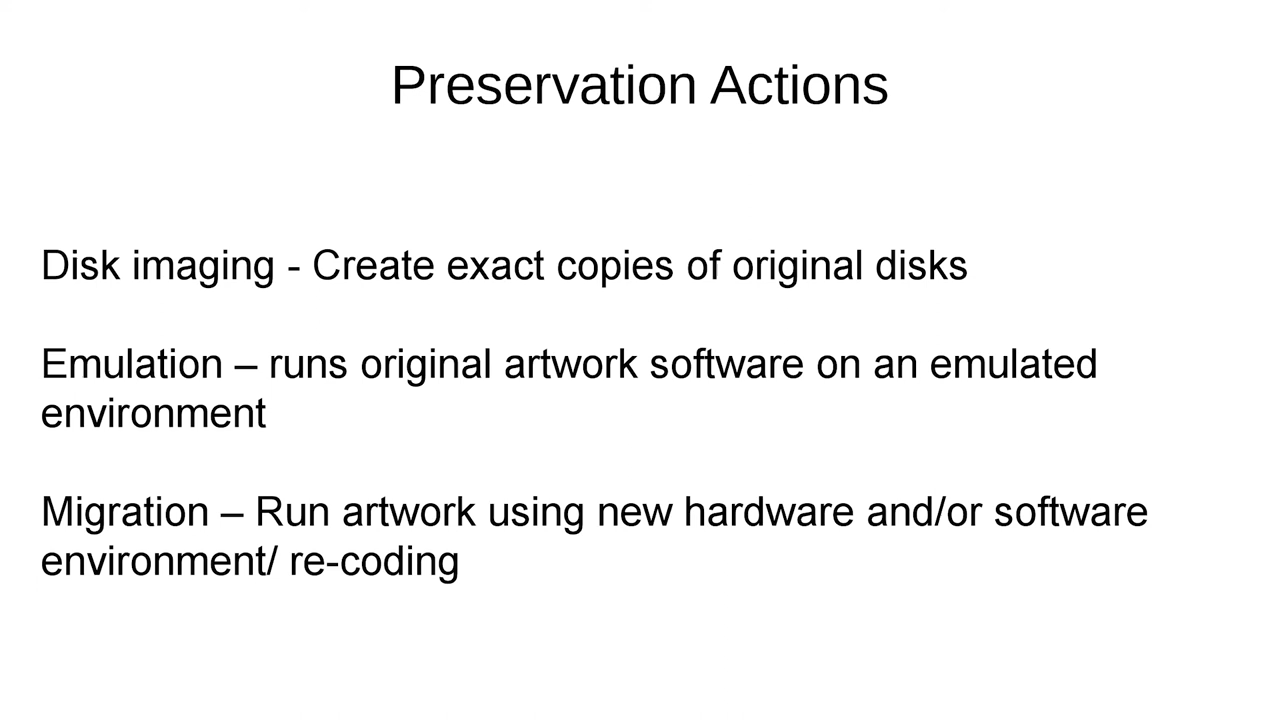 Preservation Actions
Disk imaging - Create exact copies of original disks
Emulation – runs original artwork software on an emulated
environment
Migration – Run artwork using new hardware and/or software
environment/ re-coding